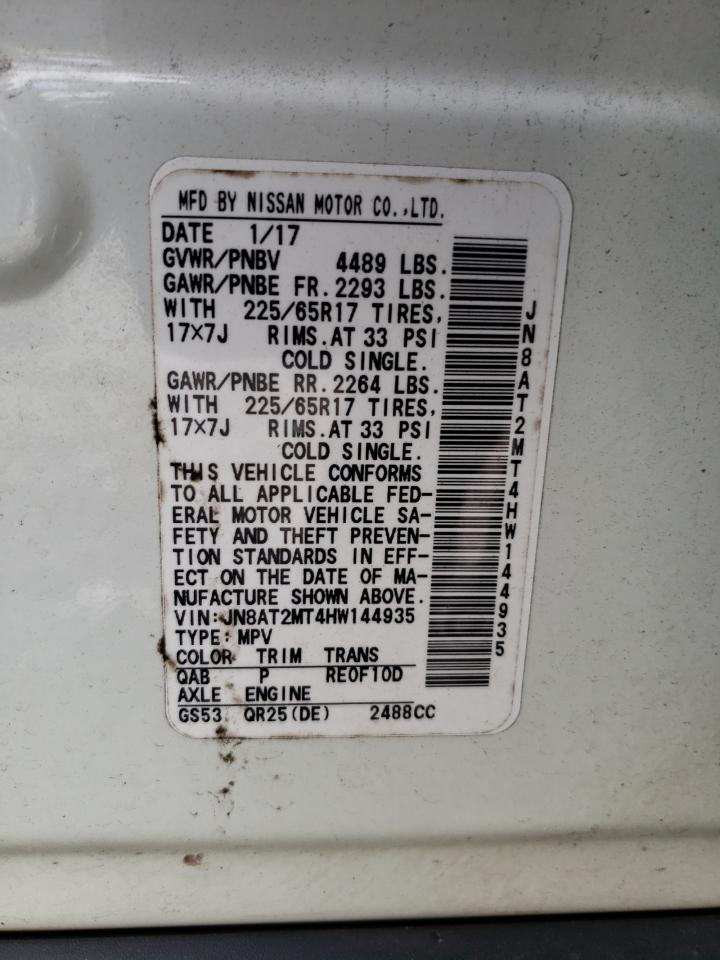 MFD BY NISSAN MOTOR CO.,LTD.
DATE 1/17
GVWR/PNBV 4489 LBS.
GAWR/PNBE FR.2293 LBS.
WITH 225/65R17 TIRES,
17×7J RIMS.AT 33 PSI
COLD SINGLE.
GAWR/PNBE RR.2264 LBS.
WITH 225/65R17 TIRES,
17×7J RIMS.AT 33 PSI
COLD SINGLE.
THIS VEHICLE CONFORMS
TO ALL APPLICABLE FED-
ERAL MOTOR VEHICLE SA-
FETY AND THEFT PREVEN-
TION STANDARDS IN EFF-
ECT ON THE DATE OF MA-
NUFACTURE SHOWN ABOVE.
VIN:JN8AT2MT4HW144935
TYPE:MPV
COLOR TRIM TRANS
QAB P RE0F10D
AXLE ENGINE
GS53 QR25(DE) 2488CC
JN8AT2MT4HW144935